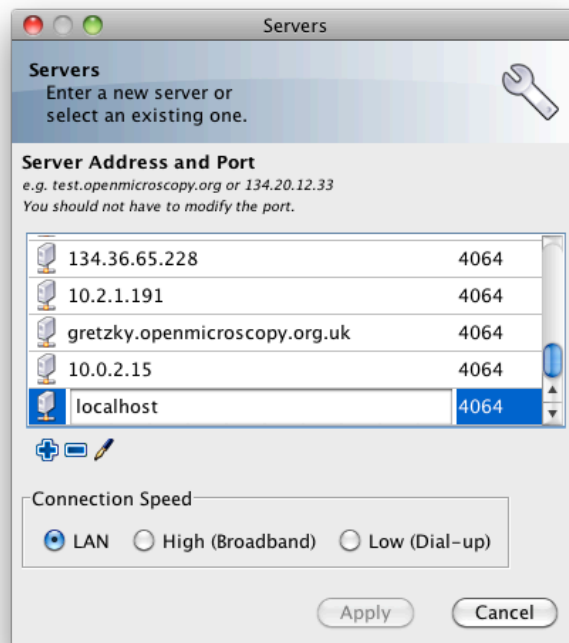 Servers
Servers
Enter a new server or
select an existing one.
Server Address and Port
e.g. test.openmicroscopy.org or 134.20.12.33
You should not have to modify the port.
134.36.65.228 4064
10.2.1.191 4064
gretzky.openmicroscopy.org.uk 4064
10.0.2.15 4064
localhost 4064
Connection Speed
LAN High (Broadband) Low (Dial-up)
Apply Cancel